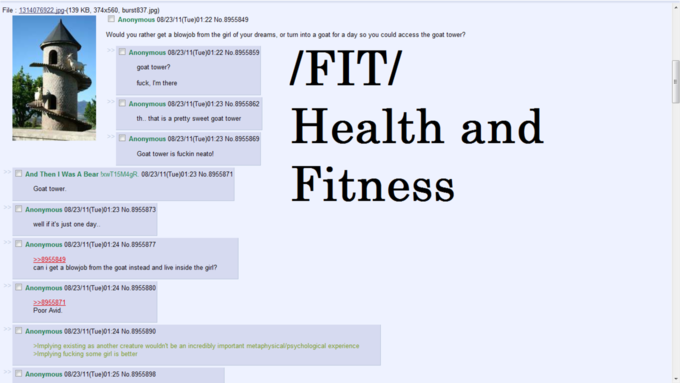 File : 1314076922.jpg-(139 KB, 374x560, burst837.jpg)
Anonymous 08/23/11(Tue)01:22 No.8955849
Would you rather get a blowjob from the girl of your dreams, or turn into a goat for a day so you could access the goat tower?
>> Anonymous 08/23/11(Tue)01:22 No.8955859
goat tower?
fuck, I'm there
>> Anonymous 08/23/11(Tue)01:23 No.8955862
th.. that is a pretty sweet goat tower
>> Anonymous 08/23/11(Tue)01:23 No.8955869
Goat tower is fuckin neato!
/FIT/
Health and
Fitness
>> And Then I Was A Bear !xwT15M4gR. 08/23/11(Tue)01:23 No.8955871
Goat tower.
>> Anonymous 08/23/11(Tue)01:23 No.8955873
well if it's just one day..
>> Anonymous 08/23/11(Tue)01:24 No.8955877
>>8955849
can i get a blowjob from the goat instead and live inside the girl?
>> Anonymous 08/23/11(Tue)01:24 No.8955880
>>8955871
Poor Avid.
>> Anonymous 08/23/11(Tue)01:24 No.8955890
>Implying existing as another creature wouldn't be an incredibly important metaphysical/psychological experience
>Implying fucking some girl is better
>> Anonymous 08/23/11(Tue)01:25 No.8955898